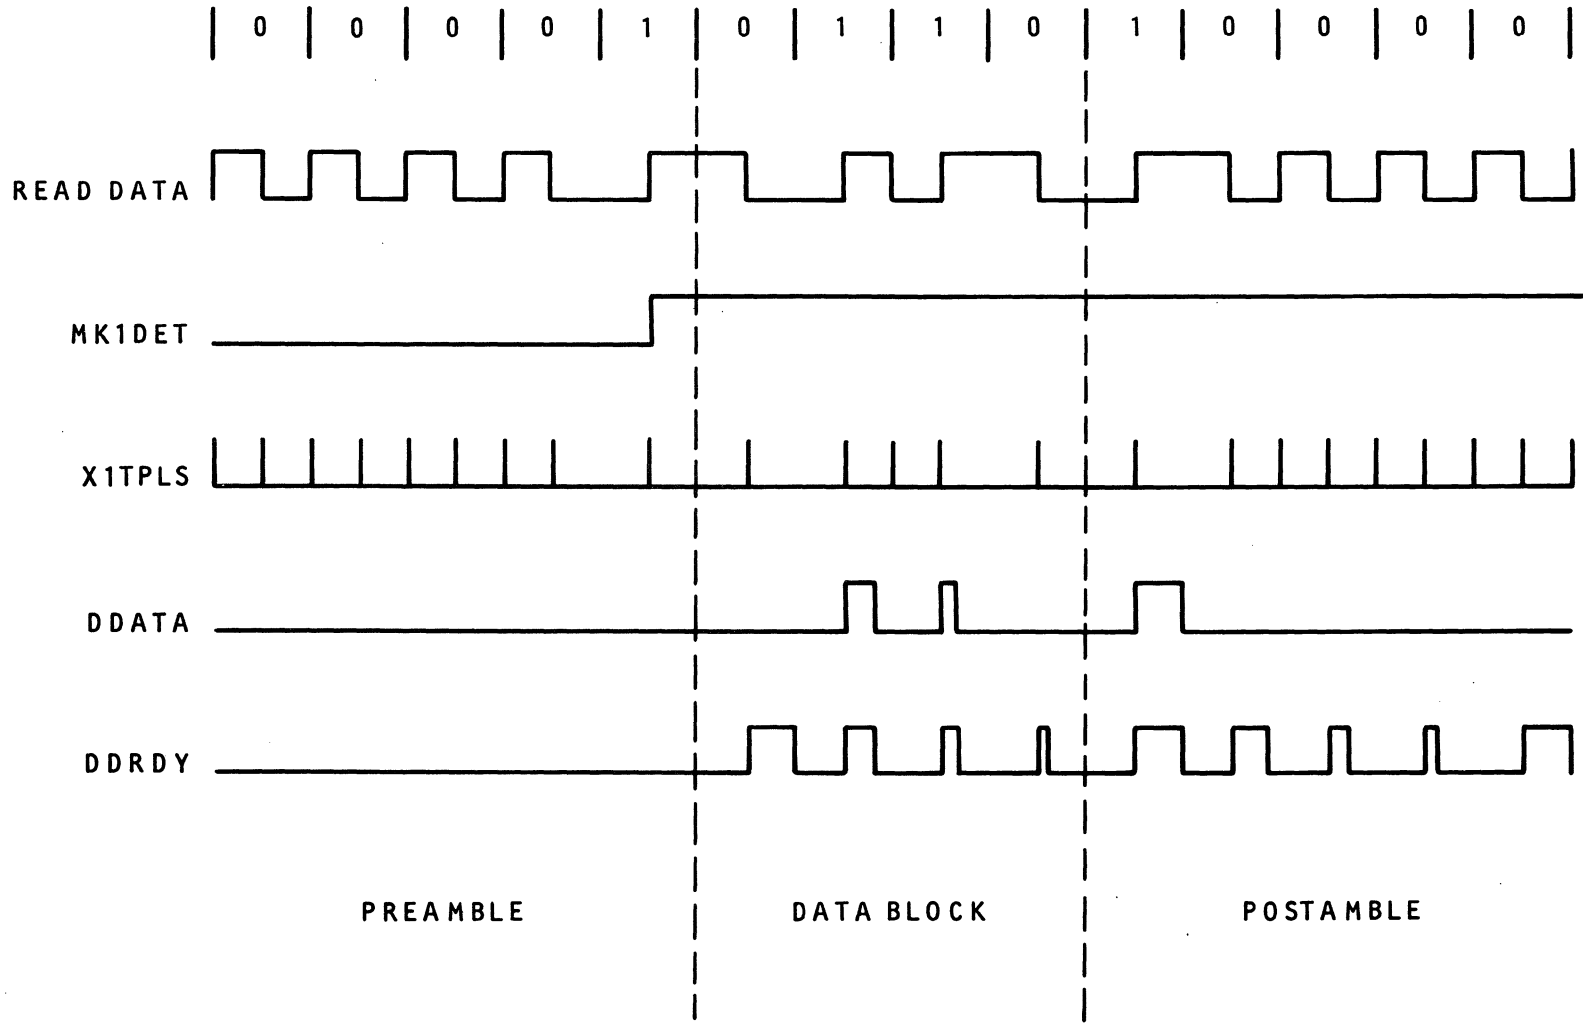 0 0 0 0 1 0 1 1 0 1 0 0 0 0
READ DATA
MK1DET
X1TPLS
DDATA
DDRDY
PREAMBLE DATA BLOCK POSTAMBLE